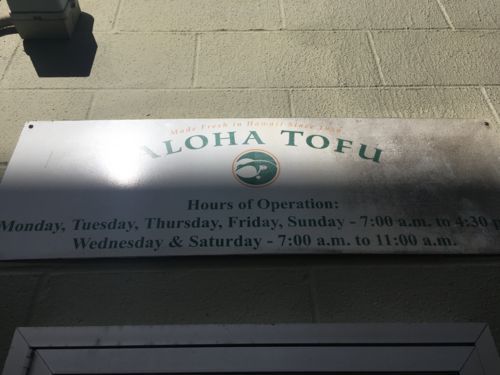 Made Fresh in Hawaii Since 1950
ALOHA TOFU
Hours of Operation:
Monday, Tuesday, Thursday, Friday, Sunday - 7:00 a.m. to 4:30 p
Wednesday & Saturday - 7:00 a.m. to 11:00 a.m.